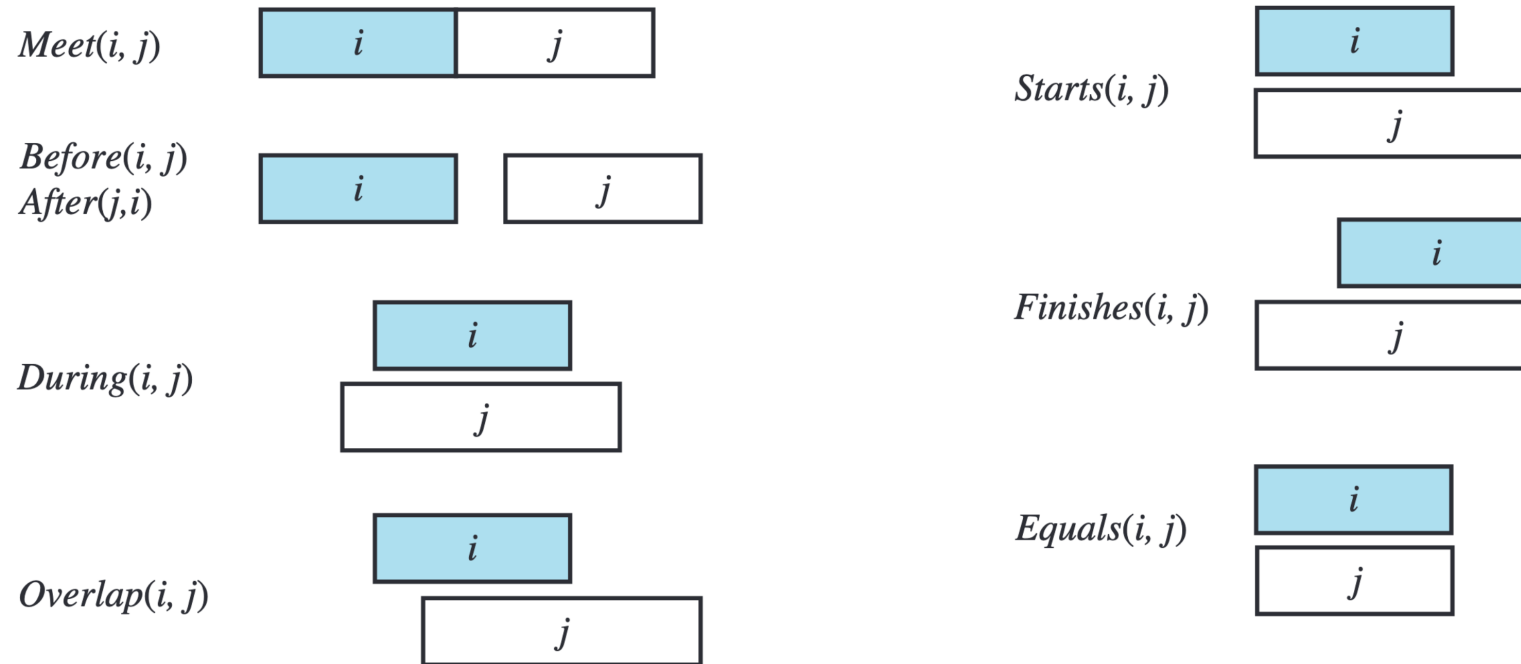 Meet(i, j)
i
j
Before(i, j)
After(j,i)
i
j
During(i, j)
i
j
Overlap(i, j)
i
j
Starts(i, j)
i
j
Finishes(i, j)
i
j
Equals(i, j)
i
j